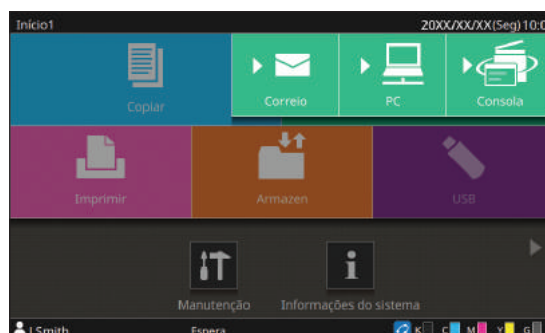 Início1 20XX/XX/XX(Seg)10:0
Copiar Correio PC Consola
Imprimir Armazen USB
Manutenção Informações do sistema
J.Smith Espera K C M Y G